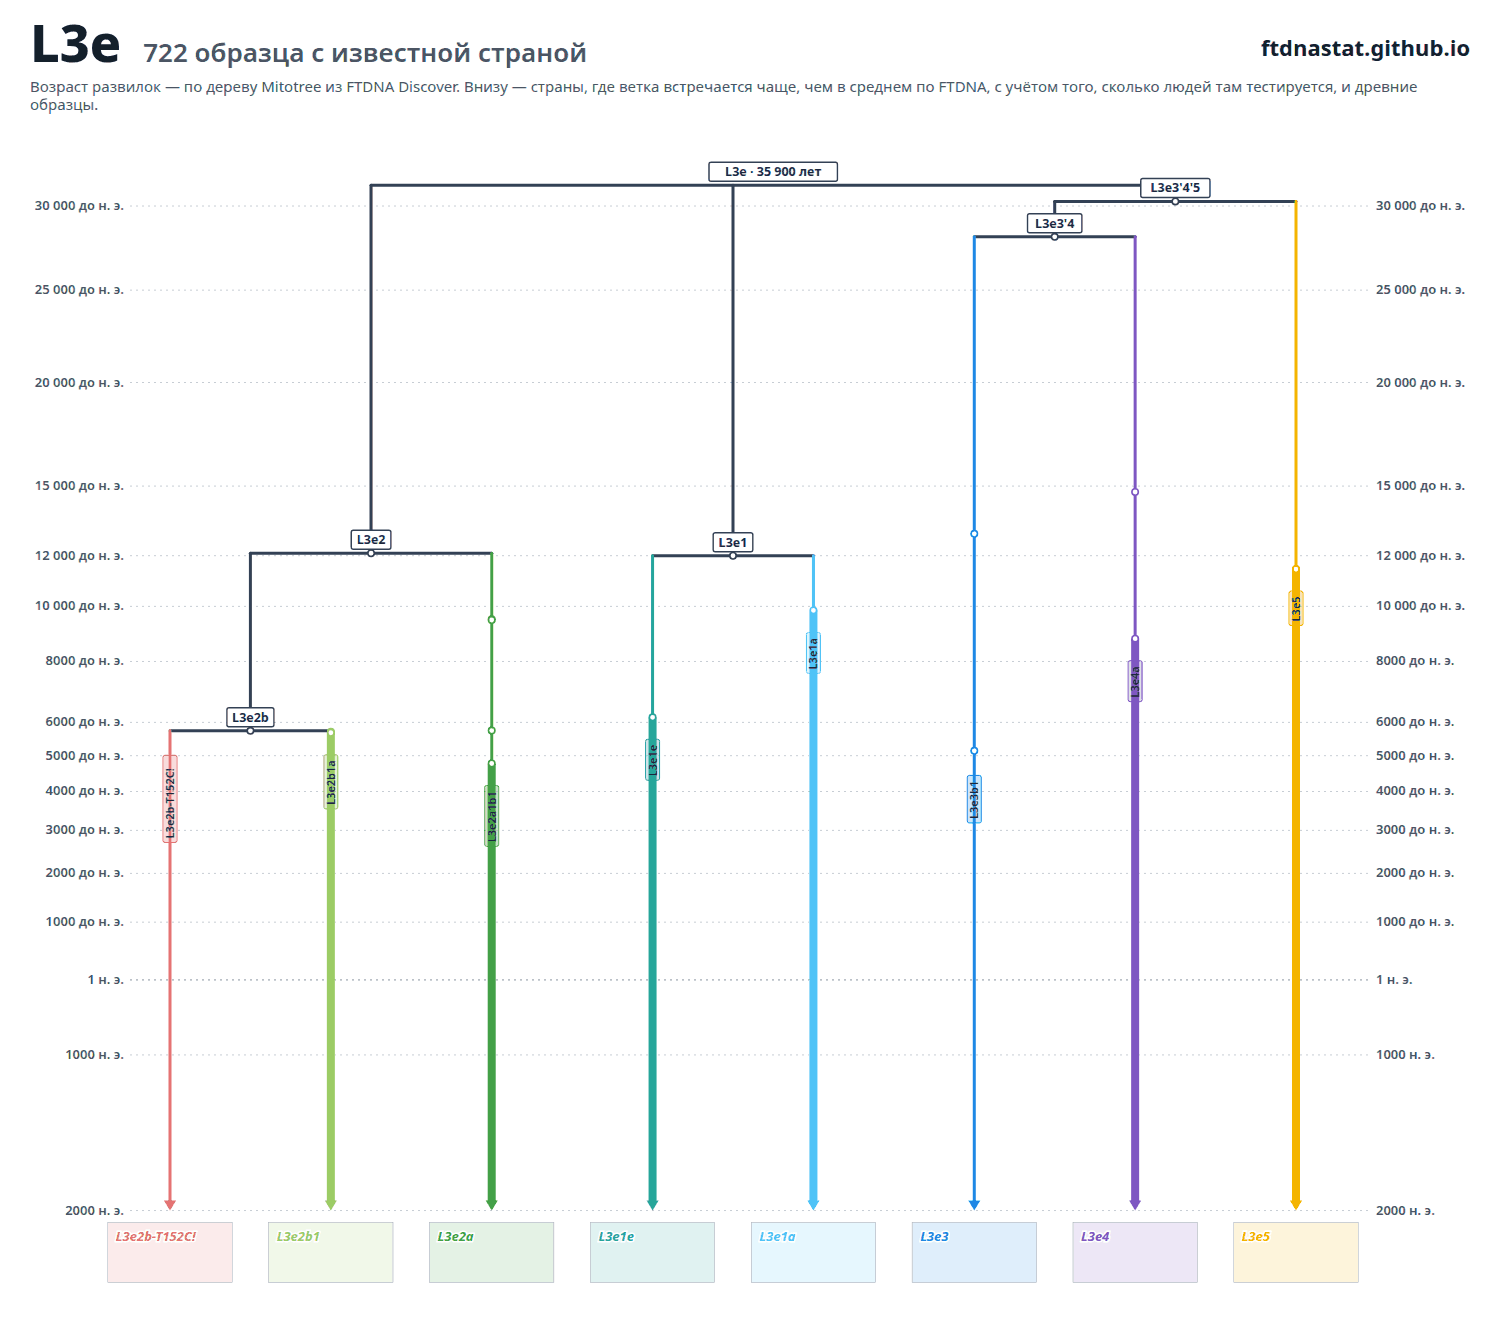 L3e 722 образца с известной страной
ftdnastat.github.io
Возраст развилок — по дереву Mitotree из FTDNA Discover. Внизу — страны, где ветка встречается чаще, чем в среднем по FTDNA, с учётом того, сколько людей там тестируется, и древние
образцы.
L3e · 35 900 лет
L3e3'4'5
30 000 до н. э. 30 000 до н. э.
L3e3'4
25 000 до н. э. 25 000 до н. э.
20 000 до н. э. 20 000 до н. э.
15 000 до н. э. 15 000 до н. э.
L3e2 L3e1
12 000 до н. э. 12 000 до н. э.
10 000 до н. э. L3e5 10 000 до н. э.
L3e1a
8000 до н. э. 8000 до н. э.
L3e4a
L3e2b
6000 до н. э. 6000 до н. э.
L3e1e
5000 до н. э. 5000 до н. э.
L3e2b-T152C! L3e2b1a L3e2a1b1 L3e3b1
4000 до н. э. 4000 до н. э.
3000 до н. э. 3000 до н. э.
2000 до н. э. 2000 до н. э.
1000 до н. э. 1000 до н. э.
1 н. э. 1 н. э.
1000 н. э. 1000 н. э.
2000 н. э. 2000 н. э.
L3e2b-T152C! L3e2b1 L3e2a L3e1e L3e1a L3e3 L3e4 L3e5